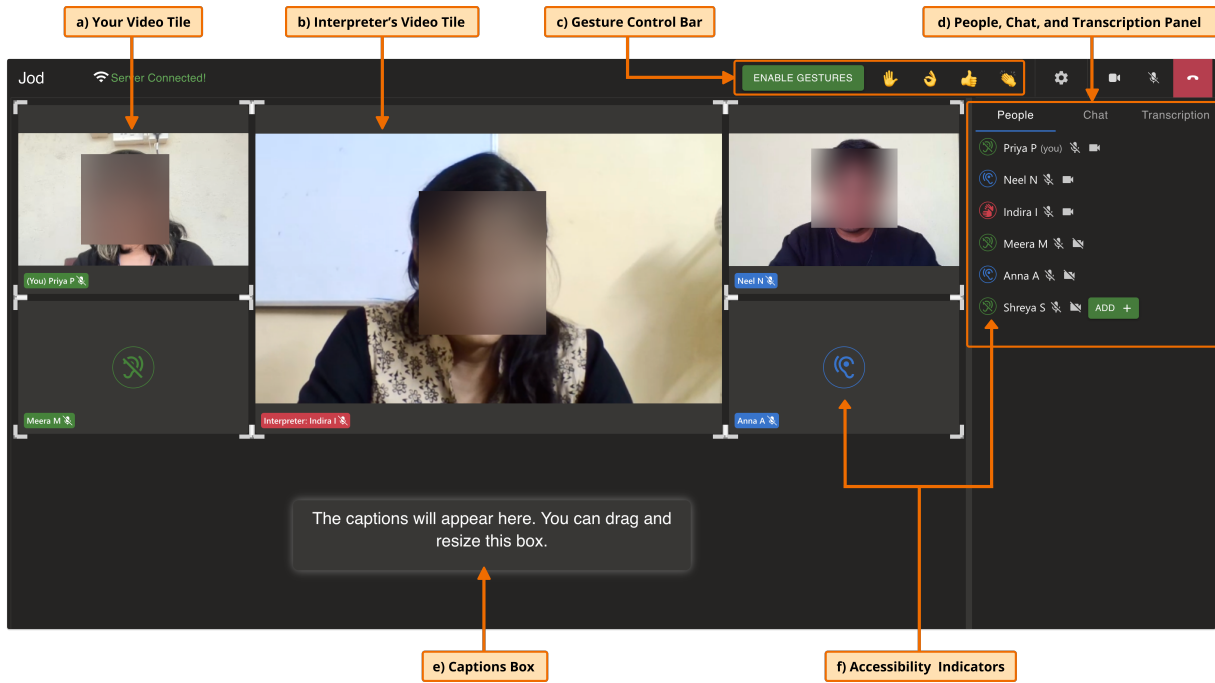 a) Your Video Tile
b) Interpreter's Video Tile
c) Gesture Control Bar
d) People, Chat, and Transcription Panel
Jod
Server Connected!
ENABLE GESTURES
People
Chat
Transcription
Priya P (you)
Neel N
Indira I
Meera M
Anna A
Shreya S
ADD +
(You) Priya P
Neel N
Meera M
Interpreter: Indira I
Anna A
The captions will appear here. You can drag and
resize this box.
e) Captions Box
f) Accessibility Indicators